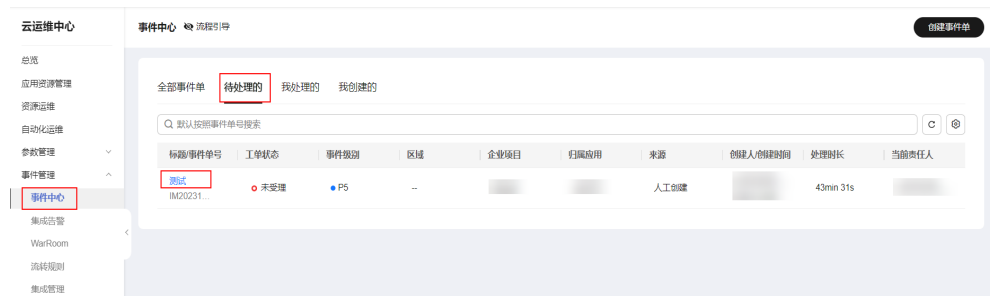 云运维中心
事件中心 流程引导
创建事件单
总览
应用资源管理
资源运维
自动化运维
参数管理
事件管理
事件中心
集成告警
WarRoom
流转规则
集成管理
全部事件单 待处理的 我处理的 我创建的
默认按照事件单号搜索
标题/事件单号 工单状态 事件级别 区域 企业项目 归属应用 来源 创建人/创建时间 处理时长 当前责任人
测试
IM20231...
未受理 P5 -- 人工创建 43min 31s